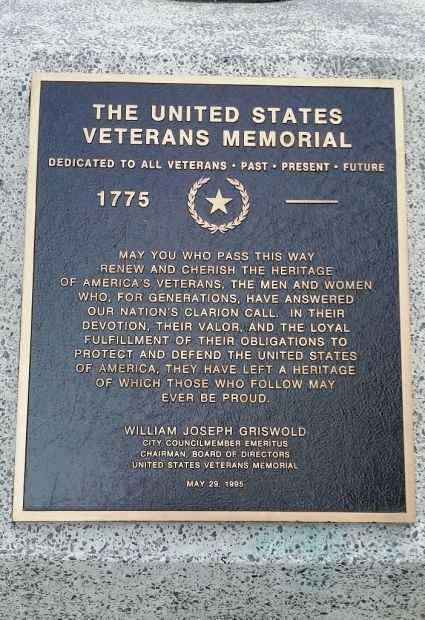 THE UNITED STATES
VETERANS MEMORIAL
DEDICATED TO ALL VETERANS • PAST • PRESENT • FUTURE
1775 ——
MAY YOU WHO PASS THIS WAY
RENEW AND CHERISH THE HERITAGE
OF AMERICA'S VETERANS, THE MEN AND WOMEN
WHO, FOR GENERATIONS, HAVE ANSWERED
OUR NATION'S CLARION CALL. IN THEIR
DEVOTION, THEIR VALOR, AND THE LOYAL
FULFILLMENT OF THEIR OBLIGATIONS TO
PROTECT AND DEFEND THE UNITED STATES
OF AMERICA, THEY HAVE LEFT A HERITAGE
OF WHICH THOSE WHO FOLLOW MAY
EVER BE PROUD.
WILLIAM JOSEPH GRISWOLD
CITY COUNCILMEMBER EMERITUS
CHAIRMAN, BOARD OF DIRECTORS
UNITED STATES VETERANS MEMORIAL
MAY 29, 1995